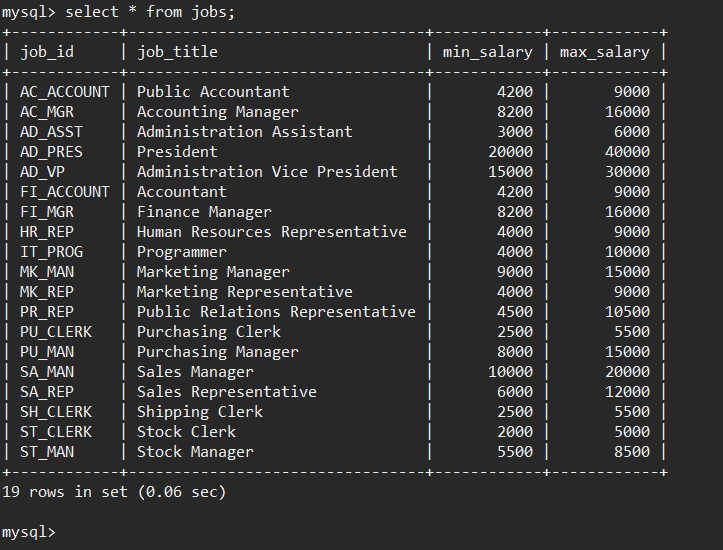 mysql> select * from jobs;
+------------+---------------------------------+------------+------------+
| job_id     | job_title                       | min_salary | max_salary |
+------------+---------------------------------+------------+------------+
| AC_ACCOUNT | Public Accountant               |       4200 |       9000 |
| AC_MGR     | Accounting Manager              |       8200 |      16000 |
| AD_ASST    | Administration Assistant        |       3000 |       6000 |
| AD_PRES    | President                       |      20000 |      40000 |
| AD_VP      | Administration Vice President   |      15000 |      30000 |
| FI_ACCOUNT | Accountant                      |       4200 |       9000 |
| FI_MGR     | Finance Manager                 |       8200 |      16000 |
| HR_REP     | Human Resources Representative  |       4000 |       9000 |
| IT_PROG    | Programmer                      |       4000 |      10000 |
| MK_MAN     | Marketing Manager               |       9000 |      15000 |
| MK_REP     | Marketing Representative        |       4000 |       9000 |
| PR_REP     | Public Relations Representative |       4500 |      10500 |
| PU_CLERK   | Purchasing Clerk                |       2500 |       5500 |
| PU_MAN     | Purchasing Manager              |       8000 |      15000 |
| SA_MAN     | Sales Manager                   |      10000 |      20000 |
| SA_REP     | Sales Representative            |       6000 |      12000 |
| SH_CLERK   | Shipping Clerk                  |       2500 |       5500 |
| ST_CLERK   | Stock Clerk                     |       2000 |       5000 |
| ST_MAN     | Stock Manager                   |       5500 |       8500 |
+------------+---------------------------------+------------+------------+
19 rows in set (0.06 sec)
mysql>